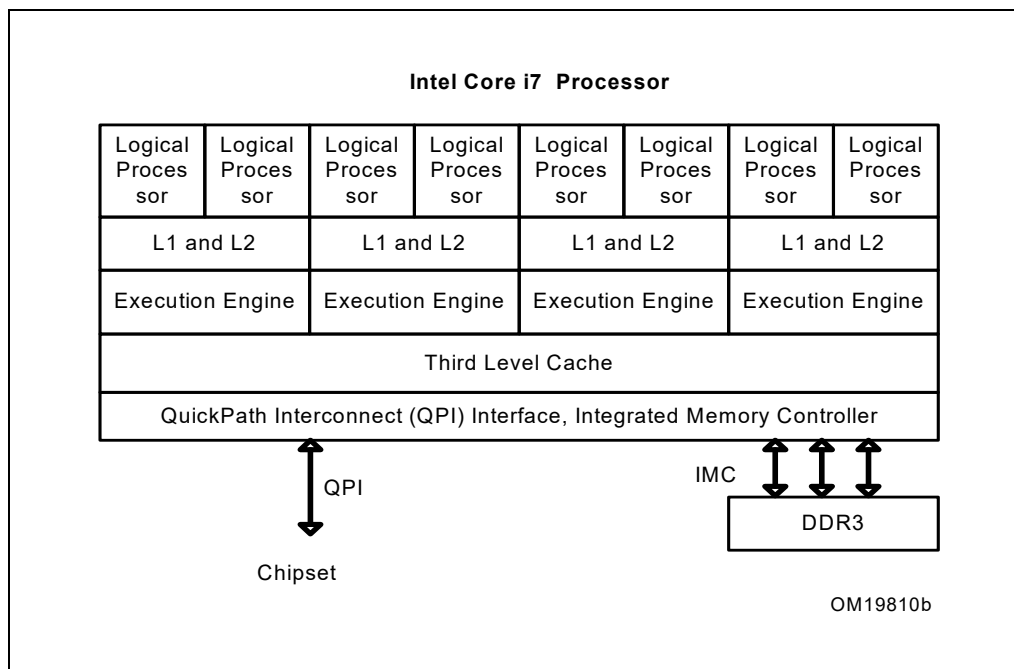 Intel Core i7 Processor
Logical Logical Logical Logical Logical Logical Logical Logical
Proces Proces Proces Proces Proces Proces Proces Proces
sor sor sor sor sor sor sor sor
L1 and L2 L1 and L2 L1 and L2 L1 and L2
Execution Engine Execution Engine Execution Engine Execution Engine
Third Level Cache
QuickPath Interconnect (QPI) Interface, Integrated Memory Controller
QPI IMC
DDR3
Chipset
OM19810b